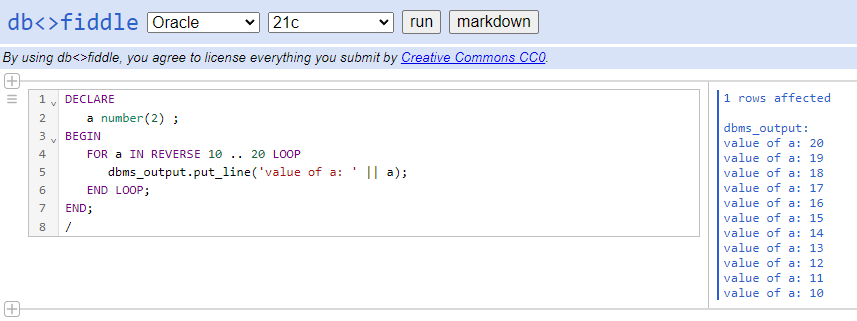 db<>fiddle Oracle 21c run markdown
By using db<>fiddle, you agree to license everything you submit by Creative Commons CC0.
1 DECLARE
2    a number(2) ;
3 BEGIN
4    FOR a IN REVERSE 10 .. 20 LOOP
5       dbms_output.put_line('value of a: ' || a);
6    END LOOP;
7 END;
8 /
1 rows affected
dbms_output:
value of a: 20
value of a: 19
value of a: 18
value of a: 17
value of a: 16
value of a: 15
value of a: 14
value of a: 13
value of a: 12
value of a: 11
value of a: 10